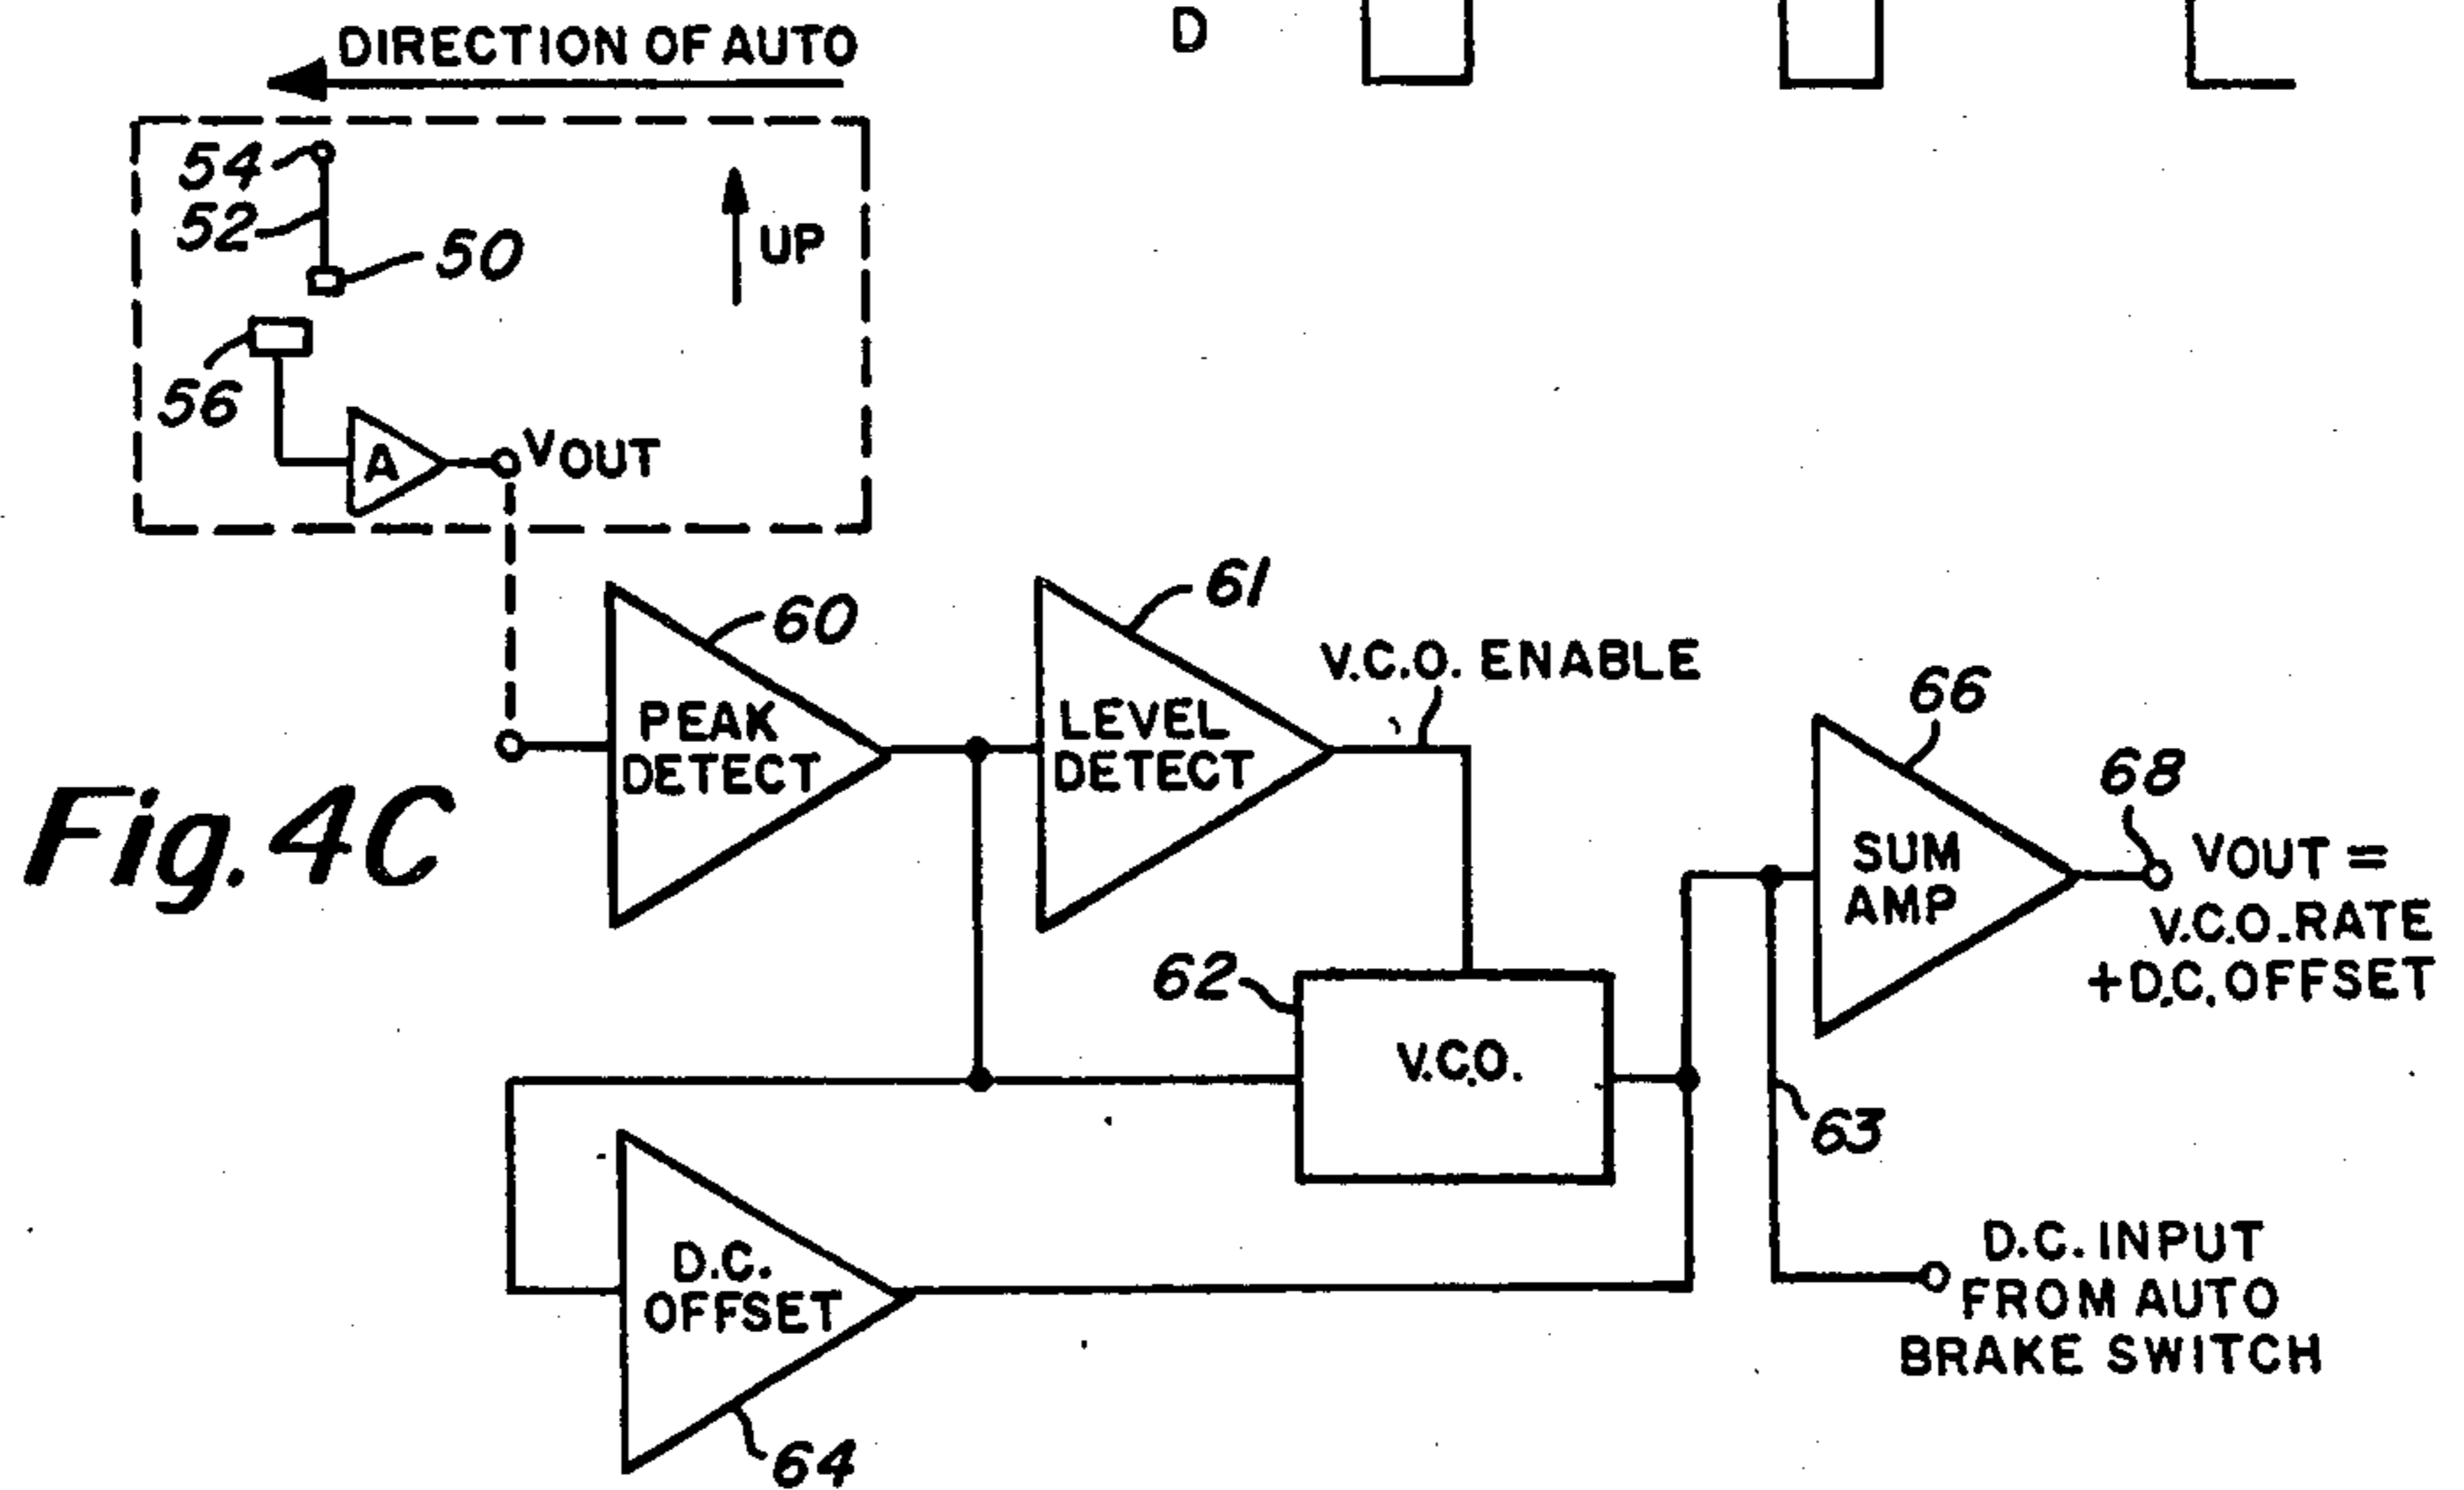 DIRECTION OF AUTO
D
54
52
50
UP
56
A
VOUT
60
61
V.C.O. ENABLE
66
68
PEAK
DETECT
LEVEL
DETECT
SUM
AMP
VOUT =
V.C.O. RATE
+D.C. OFFSET
Fig. 4C
62
V.C.O.
63
D.C.
OFFSET
D.C. INPUT
FROM AUTO
BRAKE SWITCH
64